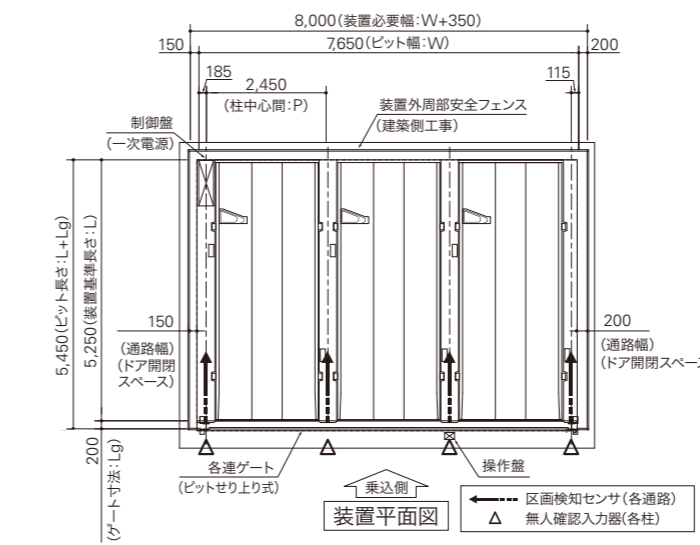 8,000(装置必要幅:W+350)
150
7,650(ピット幅:W)
200
185
115
2,450
(柱中心間:P)
装置外周部安全フェンス
(建築側工事)
制御盤
(一次電源)
5,450(ピット長さ:L+Lg)
5,250(装置基準長さ:L)
150
(通路幅)
(ドア開閉
スペース)
200
(通路幅)
(ドア開閉スペース
200
(ゲート寸法:Lg)
各連ゲート
(ピットせり上り式)
乗込側
操作盤
装置平面図
区画検知センサ(各通路)
無人確認入力器(各柱)